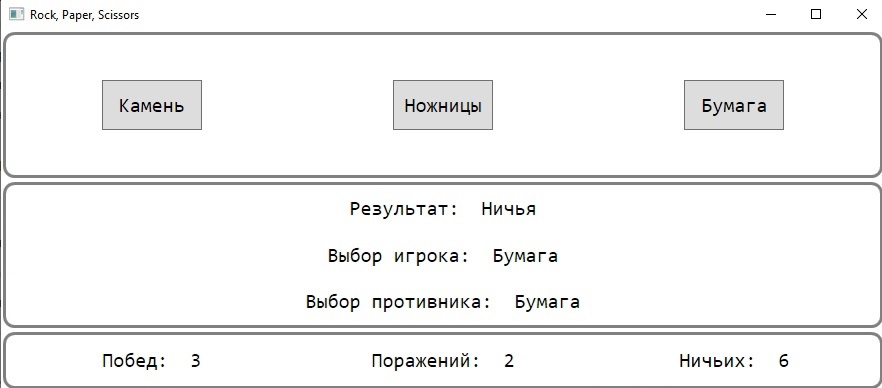 Rock, Paper, Scissors
Камень Ножницы Бумага
Результат: Ничья
Выбор игрока: Бумага
Выбор противника: Бумага
Побед: 3 Поражений: 2 Ничьих: 6